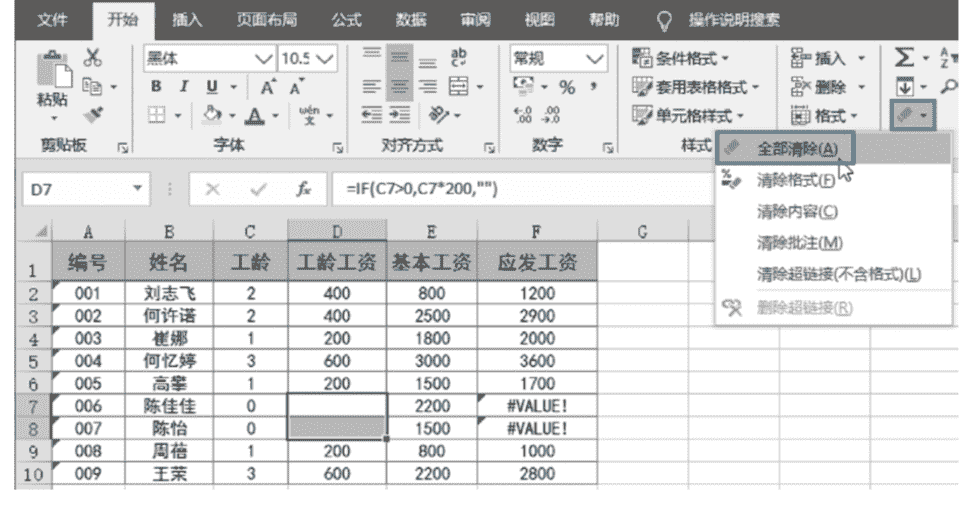 文件 开始 插入 页面布局 公式 数据 审阅 视图 帮助 操作说明搜索
黑体 10.5 ab 常规 条件格式 插入 Σ
粘贴 B I U A A % 套用表格格式 删除
A wén 文 .00 单元格样式 格式
剪贴板 字体 对齐方式 数字 样式
全部清除(A)
清除格式(F)
清除内容(C)
清除批注(M)
清除超链接(不含格式)(L)
删除超链接(R)
D7 fx =IF(C7>0,C7*200,"")
A B C D E F G
1 编号 姓名 工龄 工龄工资 基本工资 应发工资
2 001 刘志飞 2 400 800 1200
3 002 何许诺 2 400 2500 2900
4 003 崔娜 1 200 1800 2000
5 004 何忆婷 3 600 3000 3600
6 005 高攀 1 200 1500 1700
7 006 陈佳佳 0 2200 #VALUE!
8 007 陈怡 0 1500 #VALUE!
9 008 周蓓 1 200 800 1000
10 009 王荣 3 600 2200 2800